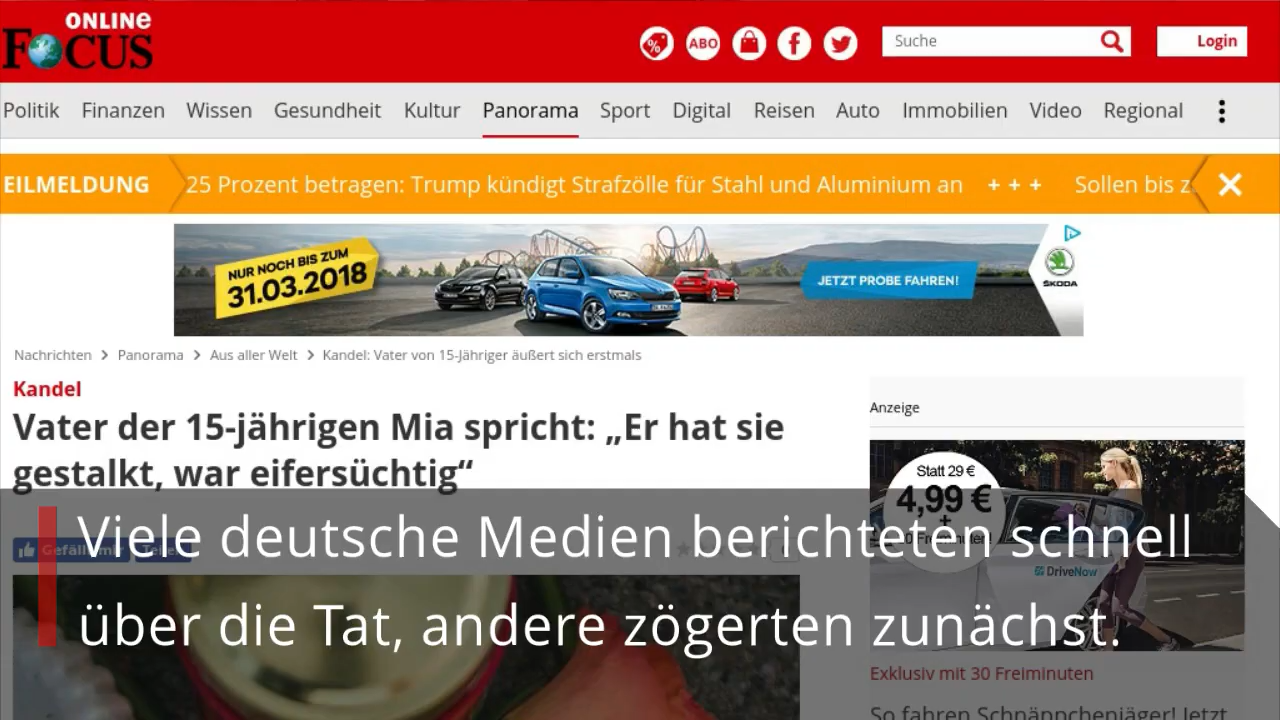 ONLINE
FOCUS
%
ABO
Suche
Login
Politik Finanzen Wissen Gesundheit Kultur Panorama Sport Digital Reisen Auto Immobilien Video Regional
EILMELDUNG 25 Prozent betragen: Trump kündigt Strafzölle für Stahl und Aluminium an + + + Sollen bis z
NUR NOCH BIS ZUM
31.03.2018
JETZT PROBE FAHREN!
ŠKODA
Nachrichten > Panorama > Aus aller Welt > Kandel: Vater von 15-Jähriger äußert sich erstmals
Kandel
Vater der 15-jährigen Mia spricht: „Er hat sie
gestalkt, war eifersüchtig“
Anzeige
Statt 29 €
4,99 €
+
DriveNow
Viele deutsche Medien berichteten schnell
über die Tat, andere zögerten zunächst.
Exklusiv mit 30 Freiminuten
So fahren Schnäppchenjäger! Jetzt